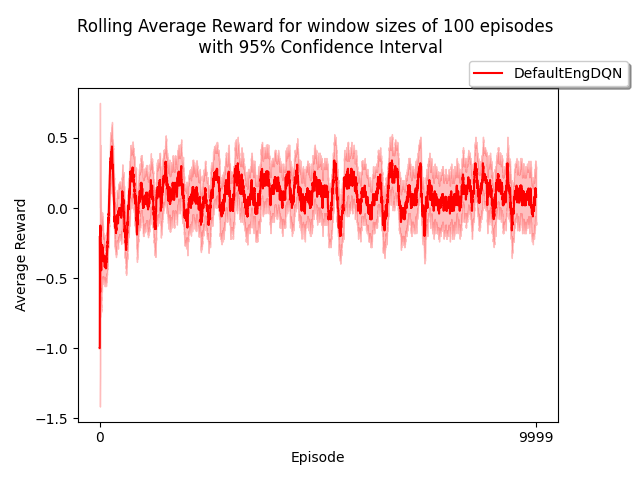 Rolling Average Reward for window sizes of 100 episodes
with 95% Confidence Interval
DefaultEngDQN
0.5
0.0
−0.5
−1.0
−1.5
Average Reward
0
9999
Episode